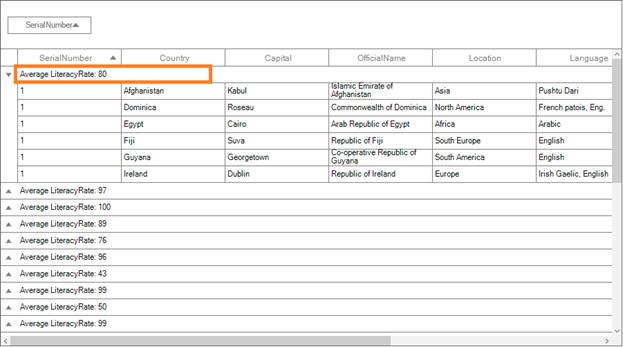 SerialNumber
SerialNumber Country Capital OfficialName Location Language
Average LiteracyRate: 80
1 Afghanistan Kabul Islamic Emirate of Afghanistan Asia Pushtu Dari
1 Dominica Roseau Commonwealth of Dominica North America French patois, Eng.
1 Egypt Cairo Arab Republic of Egypt Africa Arabic
1 Fiji Suva Republic of Fiji South Europe English
1 Guyana Georgetown Co-operative Republic of Guyana South America English
1 Ireland Dublin Republic of Ireland Europe Irish Gaelic, English
Average LiteracyRate: 97
Average LiteracyRate: 100
Average LiteracyRate: 89
Average LiteracyRate: 76
Average LiteracyRate: 96
Average LiteracyRate: 43
Average LiteracyRate: 99
Average LiteracyRate: 50
Average LiteracyRate: 99